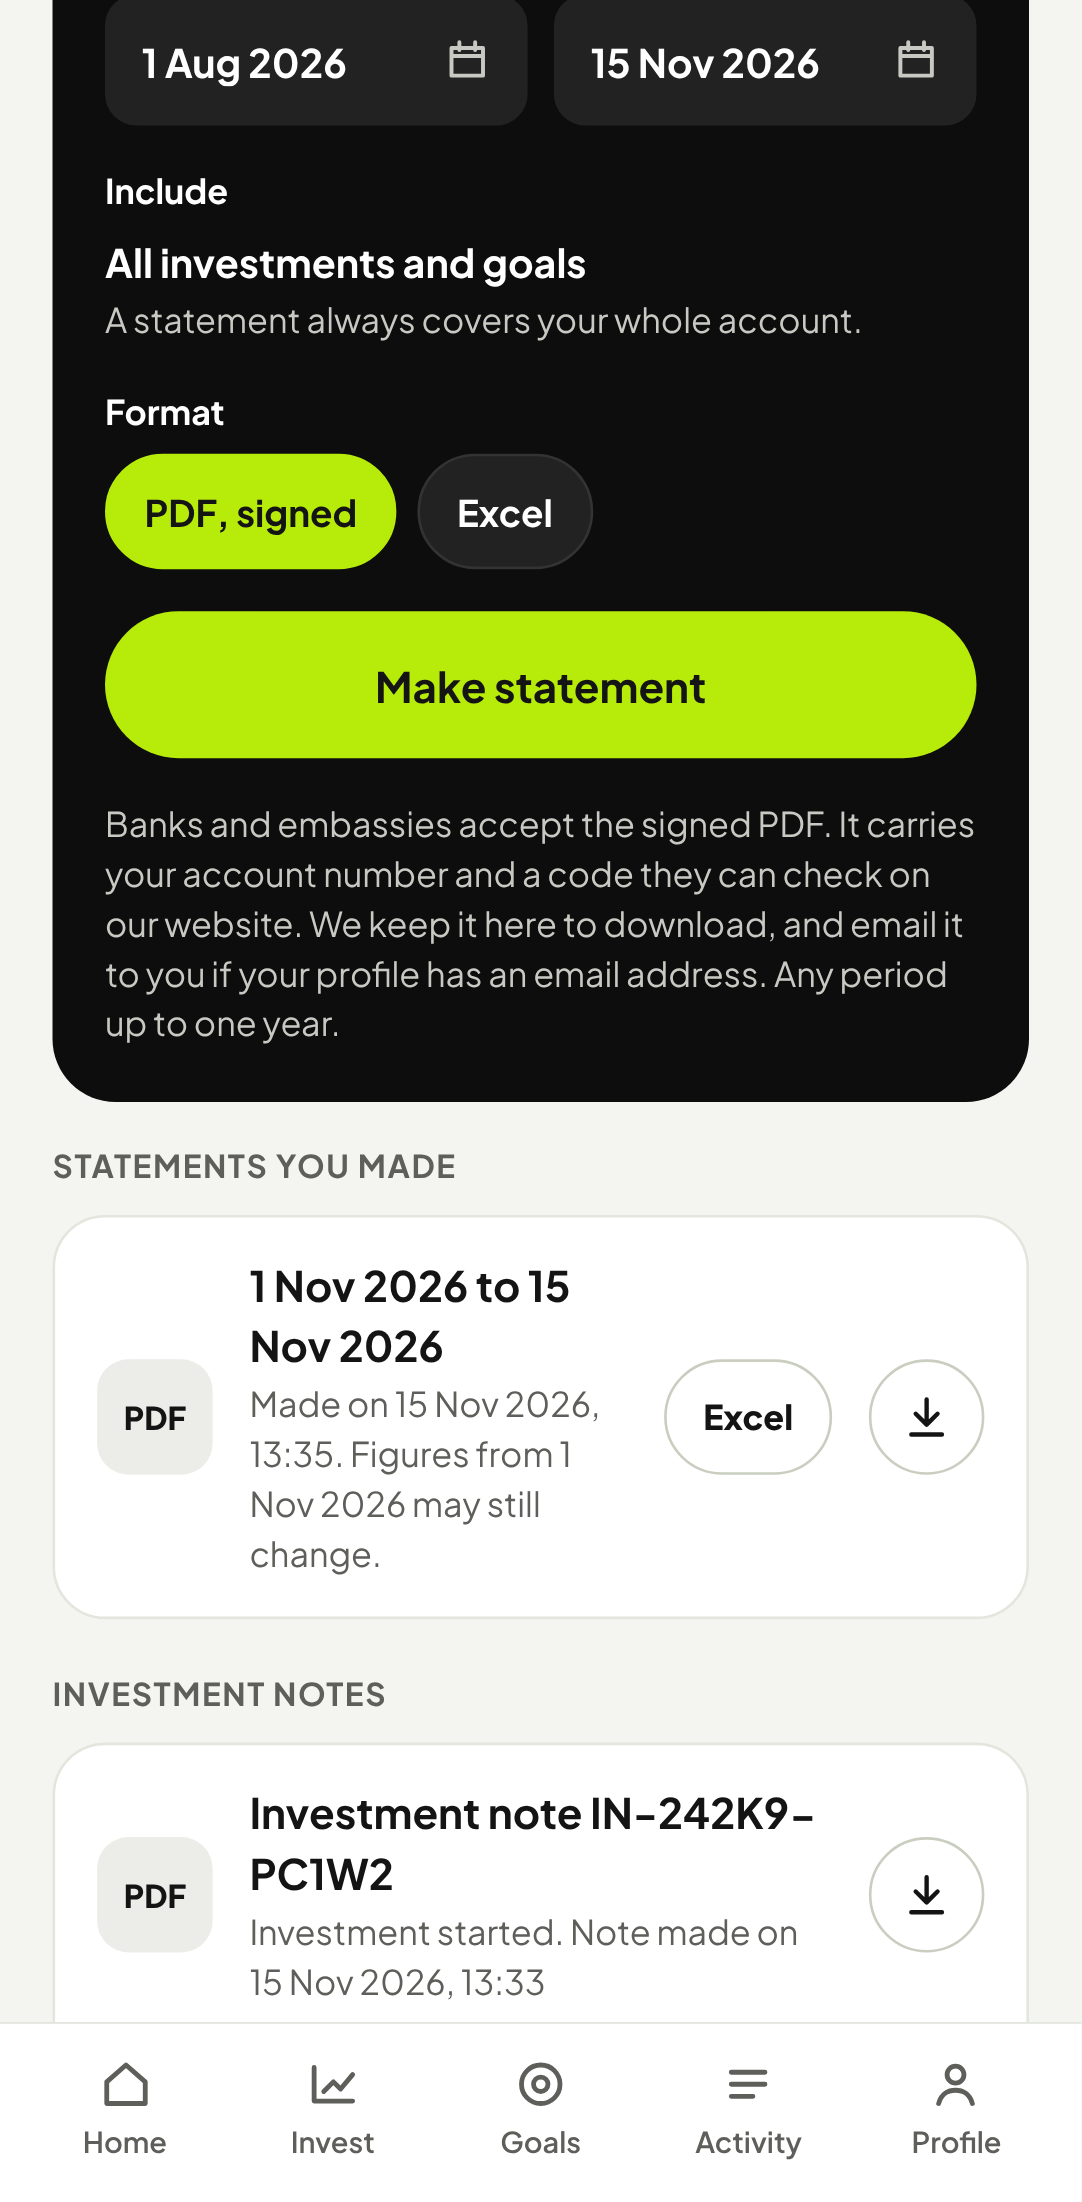 1 Aug 2026
15 Nov 2026
Include
All investments and goals
A statement always covers your whole account.
Format
PDF, signed
Excel
Make statement
Banks and embassies accept the signed PDF. It carries
your account number and a code they can check on
our website. We keep it here to download, and email it
to you if your profile has an email address. Any period
up to one year.
STATEMENTS YOU MADE
PDF
1 Nov 2026 to 15
Nov 2026
Made on 15 Nov 2026,
13:35. Figures from 1
Nov 2026 may still
change.
Excel
INVESTMENT NOTES
PDF
Investment note IN-242K9-
PC1W2
Investment started. Note made on
15 Nov 2026, 13:33
Home
Invest
Goals
Activity
Profile